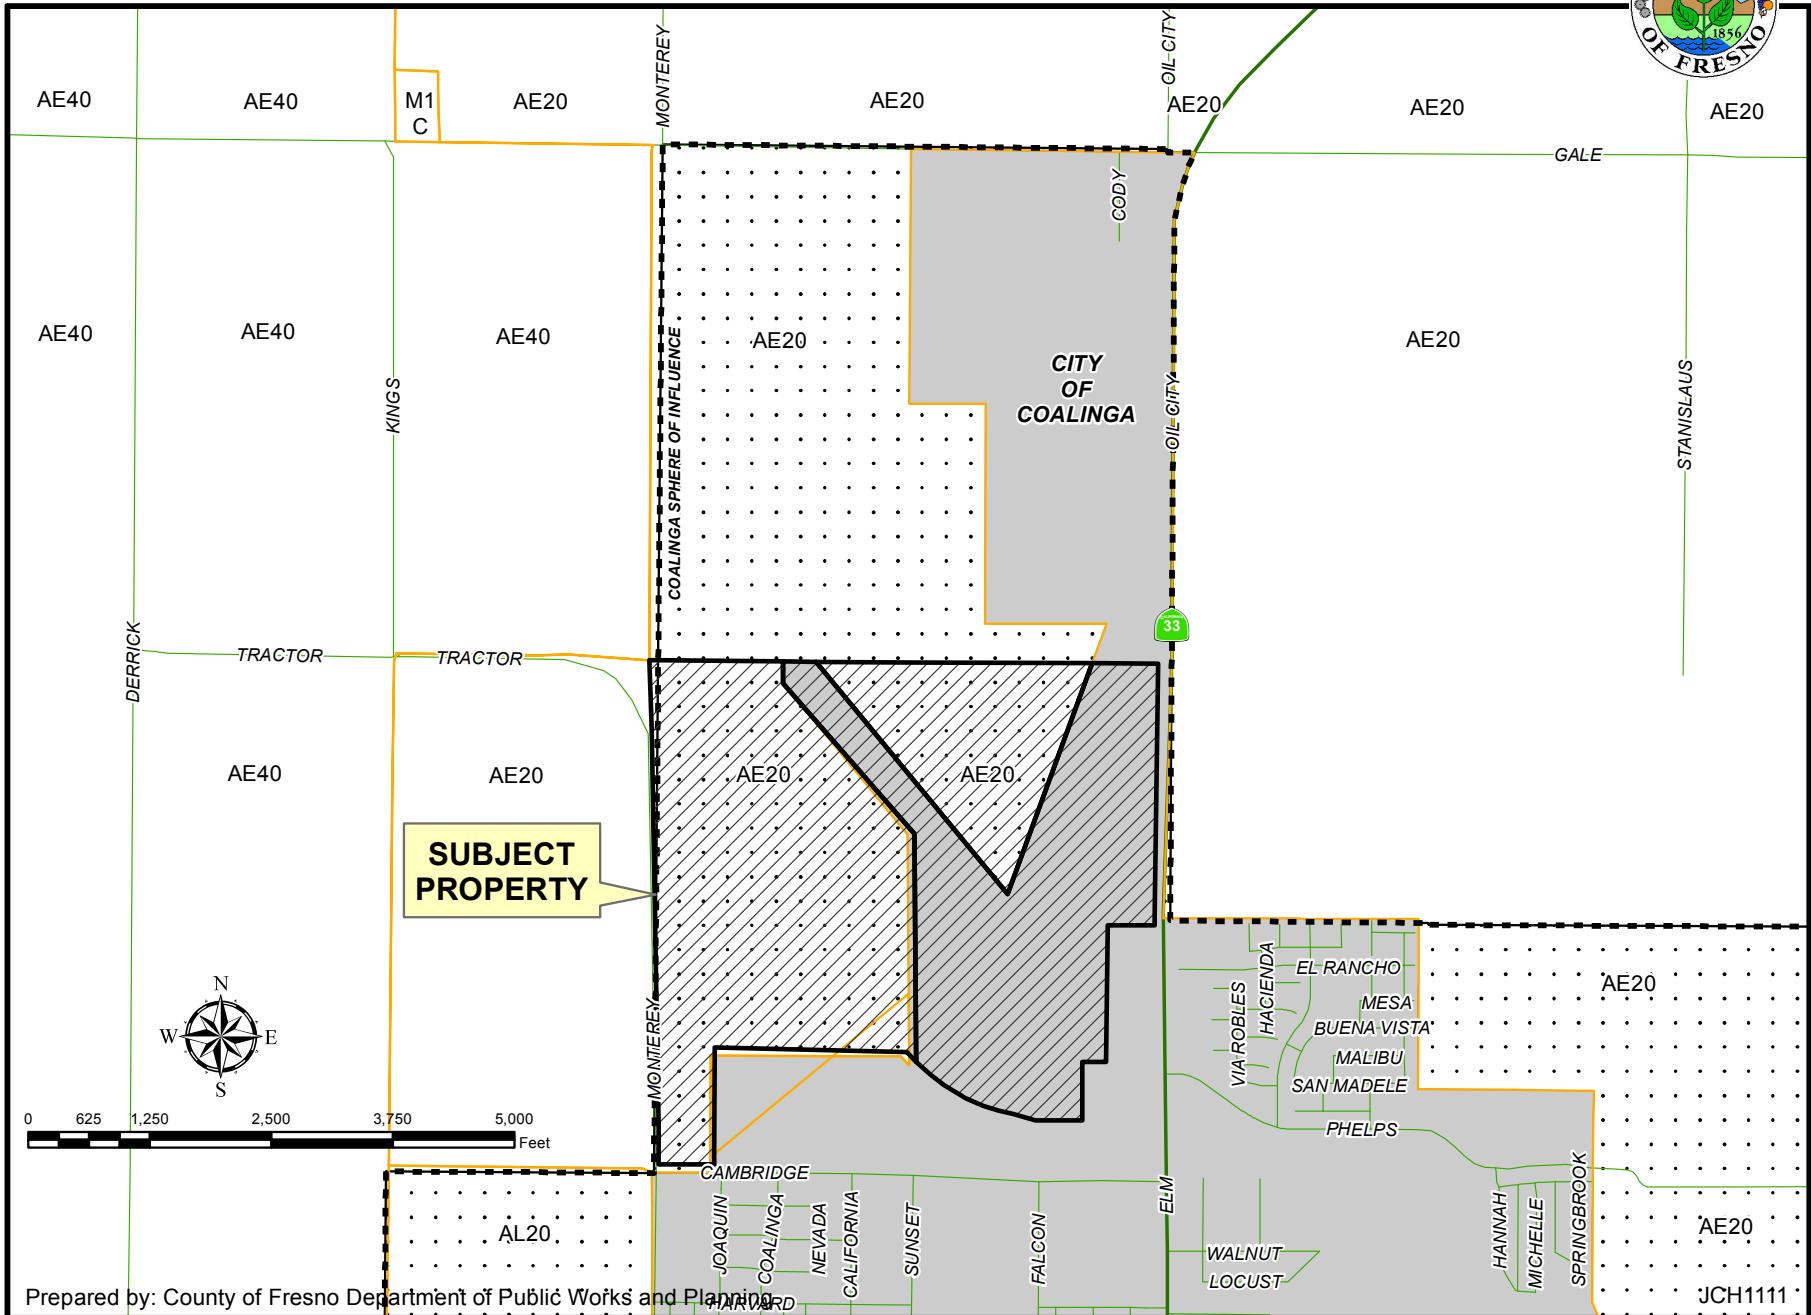 1856
OF FRESNO
MONTEREY
OIL CITY
AE40
AE40
M1
C
AE20
AE20
AE20
AE20
AE20
GALE
CODY
AE40
AE40
AE40
AE20
AE20
KINGS
COALINGA SPHERE OF INFLUENCE
CITY
OF
COALINGA
OIL CITY
STANISLAUS
33
DERRICK
TRACTOR
TRACTOR
AE40
AE20
AE20
AE20
SUBJECT
PROPERTY
N
W
E
S
MONTEREY
VIA ROBLES
HACIENDA
EL RANCHO
MESA
BUENA VISTA
MALIBU
SAN MADELE
PHELPS
AE20
0 625 1,250 2,500 3,750 5,000
Feet
CAMBRIDGE
AL20
JOAQUIN
COALINGA
NEVADA
CALIFORNIA
SUNSET
FALCON
ELM
WALNUT
LOCUST
HANNAH
MICHELLE
SPRINGBROOK
AE20
HARVARD
Prepared by: County of Fresno Department of Public Works and Planning
JCH1111